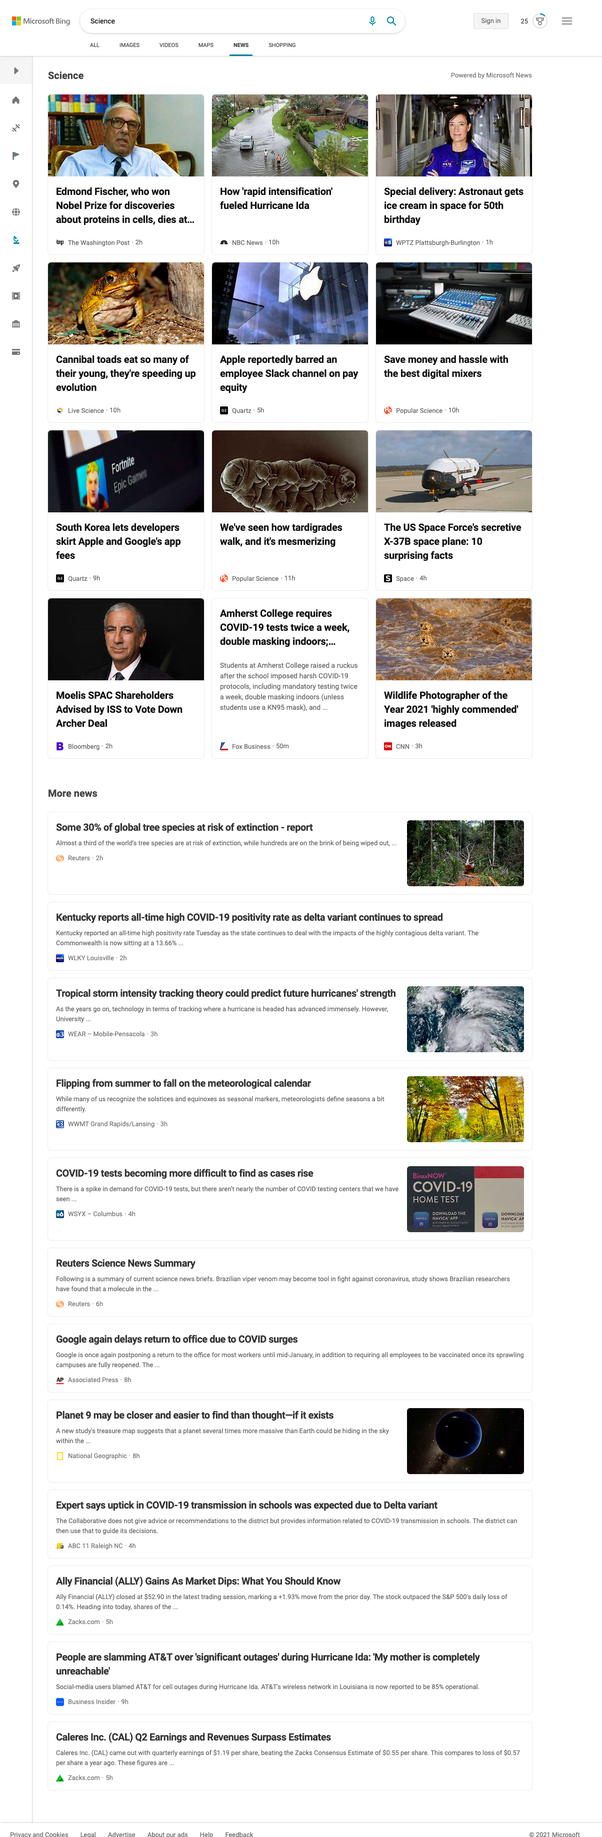 Microsoft Bing
Science
Sign in
25
ALL IMAGES VIDEOS MAPS NEWS SHOPPING
Science
Powered by Microsoft News
Edmond Fischer, who won
Nobel Prize for discoveries
about proteins in cells, dies at...
The Washington Post · 2h
How 'rapid intensification'
fueled Hurricane Ida
NBC News · 10h
Special delivery: Astronaut gets
ice cream in space for 50th
birthday
WPTZ Plattsburgh-Burlington · 1h
Cannibal toads eat so many of
their young, they're speeding up
evolution
Live Science · 10h
Apple reportedly barred an
employee Slack channel on pay
equity
Quartz · 5h
Save money and hassle with
the best digital mixers
Popular Science · 10h
Fortnite
Epic Games
South Korea lets developers
skirt Apple and Google's app
fees
Quartz · 9h
We've seen how tardigrades
walk, and it's mesmerizing
Popular Science · 11h
The US Space Force's secretive
X-37B space plane: 10
surprising facts
Space · 4h
Moelis SPAC Shareholders
Advised by ISS to Vote Down
Archer Deal
Bloomberg · 2h
Amherst College requires
COVID-19 tests twice a week,
double masking indoors;...
Students at Amherst College raised a ruckus
after the school imposed harsh COVID-19
protocols, including mandatory testing twice
a week, double masking indoors (unless
students use a KN95 mask), and ...
Fox Business · 50m
Wildlife Photographer of the
Year 2021 'highly commended'
images released
CNN · 3h
More news
Some 30% of global tree species at risk of extinction - report
Almost a third of the world's tree species are at risk of extinction, while hundreds are on the brink of being wiped out, ...
Reuters · 2h
Kentucky reports all-time high COVID-19 positivity rate as delta variant continues to spread
Kentucky reported an all-time high positivity rate Tuesday as the state continues to deal with the impacts of the highly contagious delta variant. The
Commonwealth is now sitting at a 13.66% ...
WLKY Louisville · 2h
Tropical storm intensity tracking theory could predict future hurricanes' strength
As the years go on, technology in terms of tracking where a hurricane is headed has advanced immensely. However,
University ...
WEAR – Mobile-Pensacola · 3h
Flipping from summer to fall on the meteorological calendar
While many of us recognize the solstices and equinoxes as seasonal markers, meteorologists define seasons a bit
differently.
WWMT Grand Rapids/Lansing · 3h
COVID-19 tests becoming more difficult to find as cases rise
There is a spike in demand for COVID-19 tests, but there aren't nearly the number of COVID testing centers that we have
seen ...
WSYX – Columbus · 4h
BinaxNOW
COVID-19
HOME TEST
DOWNLOAD THE
NAVICA APP
Reuters Science News Summary
Following is a summary of current science news briefs. Brazilian viper venom may become tool in fight against coronavirus, study shows Brazilian researchers
have found that a molecule in the ...
Reuters · 6h
Google again delays return to office due to COVID surges
Google is once again postponing a return to the office for most workers until mid-January, in addition to requiring all employees to be vaccinated once its sprawling
campuses are fully reopened. The ...
AP Associated Press · 8h
Planet 9 may be closer and easier to find than thought—if it exists
A new study's treasure map suggests that a planet several times more massive than Earth could be hiding in the sky
within the ...
National Geographic · 8h
Expert says uptick in COVID-19 transmission in schools was expected due to Delta variant
The Collaborative does not give advice or recommendations to the district but provides information related to COVID-19 transmission in schools. The district can
then use that to guide its decisions.
ABC 11 Raleigh NC · 4h
Ally Financial (ALLY) Gains As Market Dips: What You Should Know
Ally Financial (ALLY) closed at $52.90 in the latest trading session, marking a +1.93% move from the prior day. The stock outpaced the S&P 500's daily loss of
0.14%. Heading into today, shares of the ...
Zacks.com · 5h
People are slamming AT&T over 'significant outages' during Hurricane Ida: 'My mother is completely
unreachable'
Social-media users blamed AT&T for cell outages during Hurricane Ida. AT&T's wireless network in Louisiana is now reported to be 85% operational.
Business Insider · 9h
Caleres Inc. (CAL) Q2 Earnings and Revenues Surpass Estimates
Caleres Inc. (CAL) came out with quarterly earnings of $1.19 per share, beating the Zacks Consensus Estimate of $0.55 per share. This compares to loss of $0.57
per share a year ago. These figures are ...
Zacks.com · 5h
Privacy and Cookies Legal Advertise About our ads Help Feedback
© 2021 Microsoft